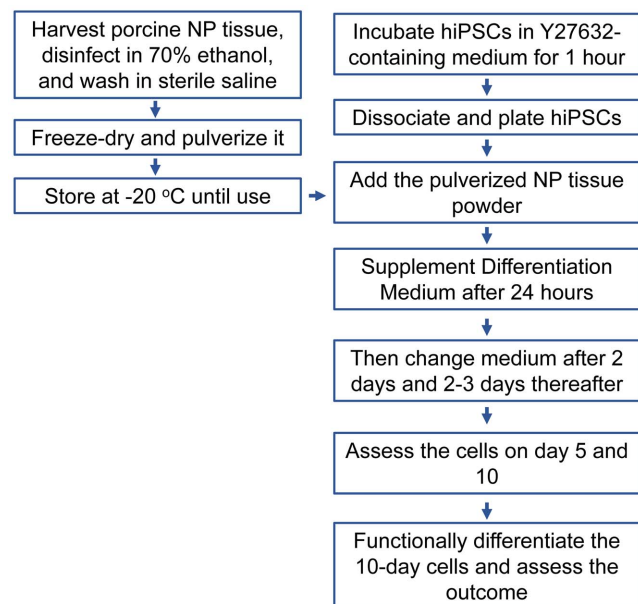 Harvest porcine NP tissue,
disinfect in 70% ethanol,
and wash in sterile saline
Freeze-dry and pulverize it
Store at -20 oC until use
Incubate hiPSCs in Y27632-
containing medium for 1 hour
Dissociate and plate hiPSCs
Add the pulverized NP tissue
powder
Supplement Differentiation
Medium after 24 hours
Then change medium after 2
days and 2-3 days thereafter
Assess the cells on day 5 and
10
Functionally differentiate the
10-day cells and assess the
outcome